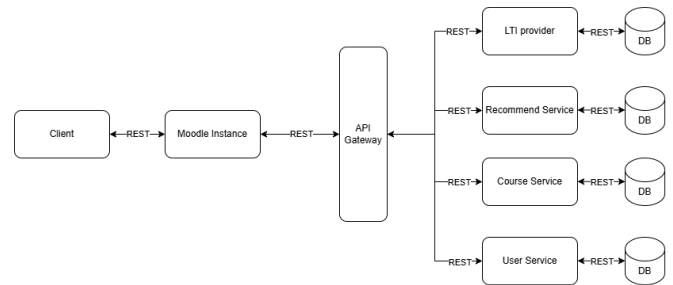 REST
LTI provider
REST
DB
REST
Recommend Service
REST
DB
Client
REST
Moodle Instance
REST
API
Gateway
REST
Course Service
REST
DB
REST
User Service
REST
DB